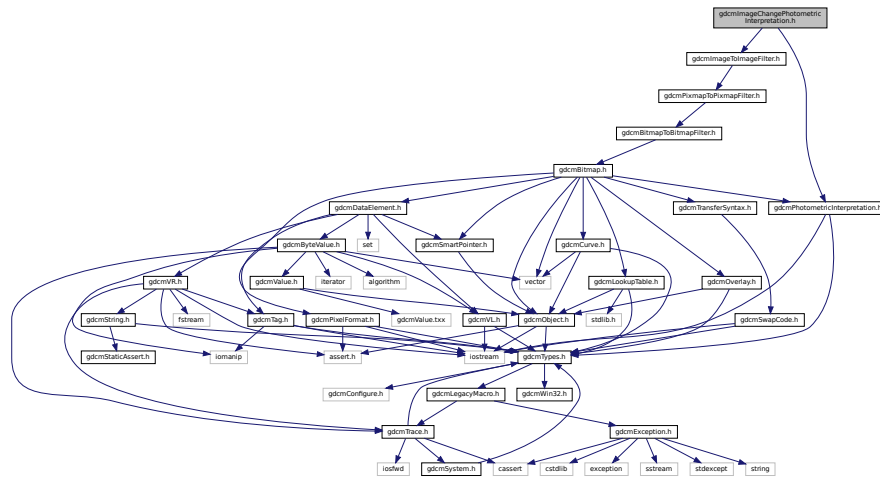 gdcmImageChangePhotometric
Interpretation.h
gdcmImageToImageFilter.h
gdcmPixmapToPixmapFilter.h
gdcmBitmapToBitmapFilter.h
gdcmBitmap.h
gdcmDataElement.h
gdcmTransferSyntax.h
gdcmPhotometricInterpretation.h
gdcmByteValue.h
set
gdcmSmartPointer.h
gdcmCurve.h
gdcmVR.h
gdcmValue.h
iterator
algorithm
vector
gdcmLookupTable.h
gdcmOverlay.h
gdcmString.h
fstream
gdcmTag.h
gdcmPixelFormat.h
gdcmValue.txx
gdcmVL.h
gdcmObject.h
stdlib.h
gdcmSwapCode.h
gdcmStaticAssert.h
iomanip
assert.h
iostream
gdcmTypes.h
gdcmConfigure.h
gdcmLegacyMacro.h
gdcmWin32.h
gdcmTrace.h
gdcmException.h
iosfwd
gdcmSystem.h
cassert
cstdlib
exception
sstream
stdexcept
string